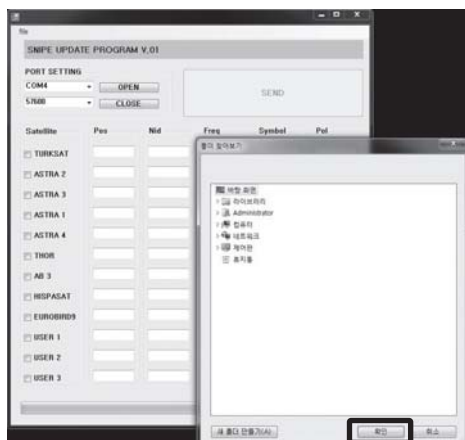 file
SNIPE UPDATE PROGRAM V.01
PORT SETTING
COM4
OPEN
57600
CLOSE
SEND
Satellite Pos Nid Freq Symbol Pol
TURKSAT
ASTRA 2
ASTRA 3
ASTRA 1
ASTRA 4
THOR
AB 3
HISPASAT
EUROBIRD9
USER 1
USER 2
USER 3
폴더 찾아보기
바탕 화면
라이브러리
Administrator
컴퓨터
네트워크
제어판
휴지통
새 폴더 만들기(A)
확인
취소